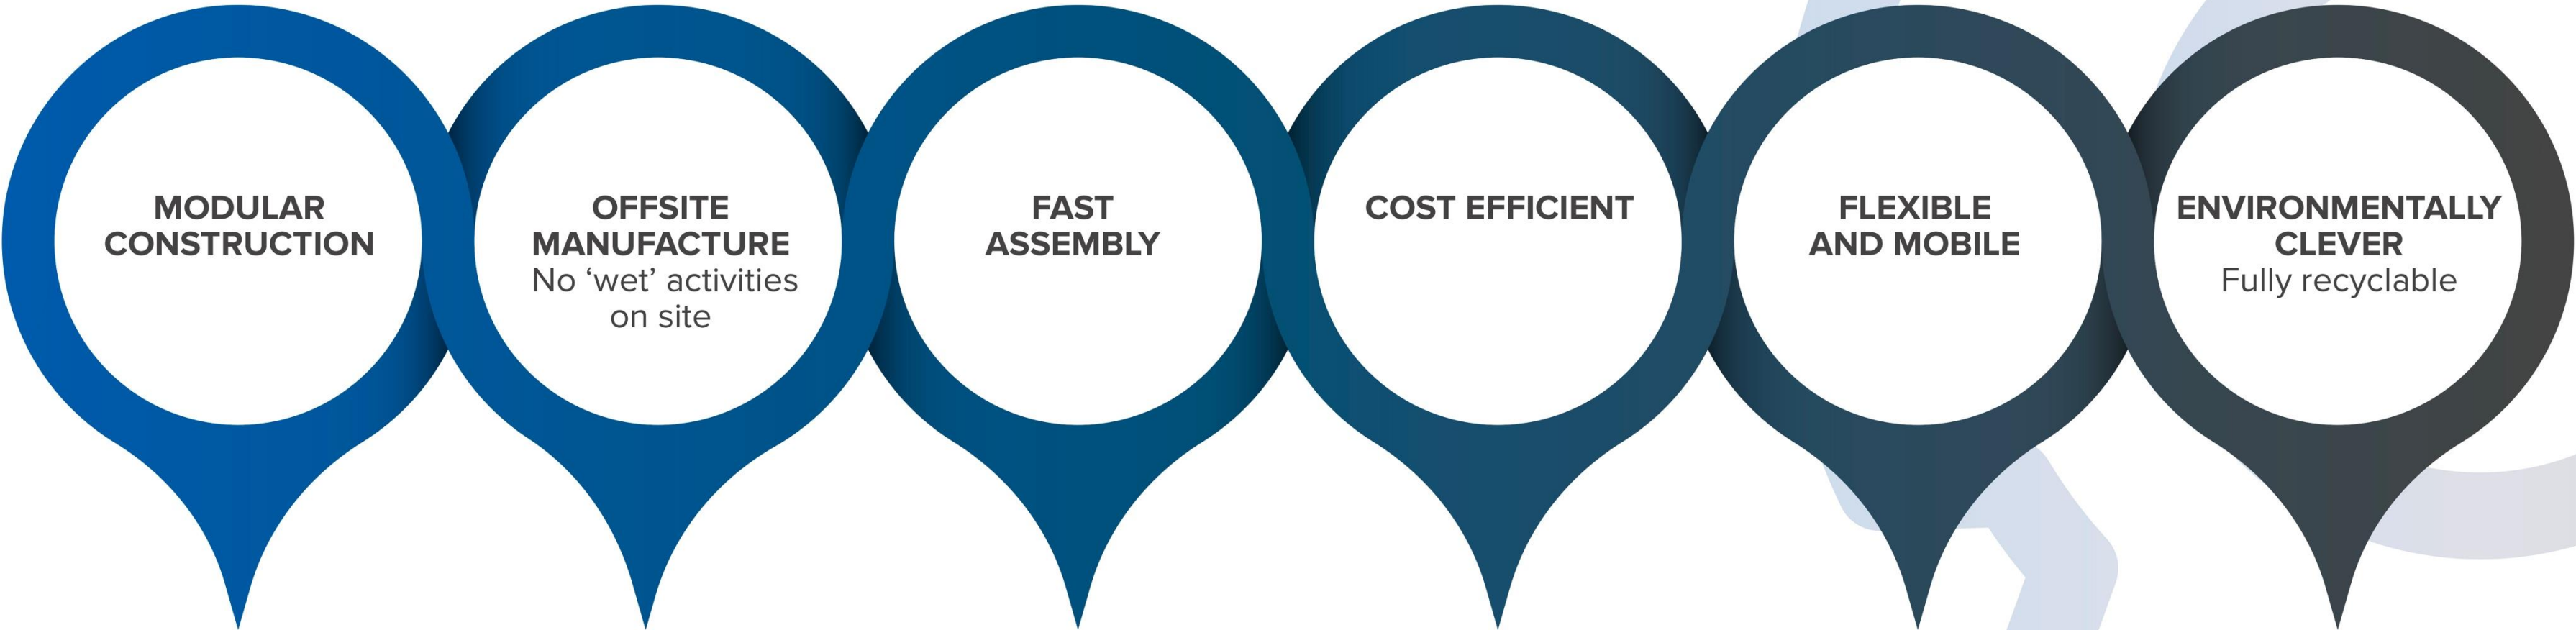 MODULAR
CONSTRUCTION
OFFSITE
MANUFACTURE
No ‘wet’ activities
on site
FAST
ASSEMBLY
COST EFFICIENT
FLEXIBLE
AND MOBILE
ENVIRONMENTALLY
CLEVER
Fully recyclable